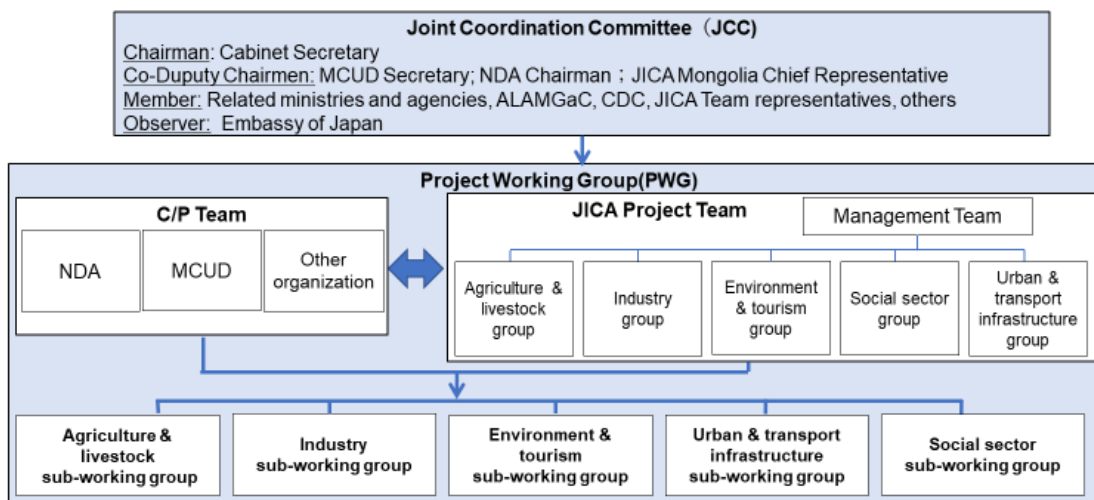 Joint Coordination Committee（JCC）
Chairman: Cabinet Secretary
Co-Duputy Chairmen: MCUD Secretary; NDA Chairman；JICA Mongolia Chief Representative
Member: Related ministries and agencies, ALAMGaC, CDC, JICA Team representatives, others
Observer: Embassy of Japan
Project Working Group(PWG)
C/P Team
NDA
MCUD
Other
organization
JICA Project Team
Management Team
Agriculture &
livestock
group
Industry
group
Environment
& tourism
group
Social sector
group
Urban &
transport
infrastructure
group
Agriculture &
livestock
sub-working group
Industry
sub-working group
Environment &
tourism
sub-working group
Urban & transport
infrastructure
sub-working group
Social sector
sub-working group